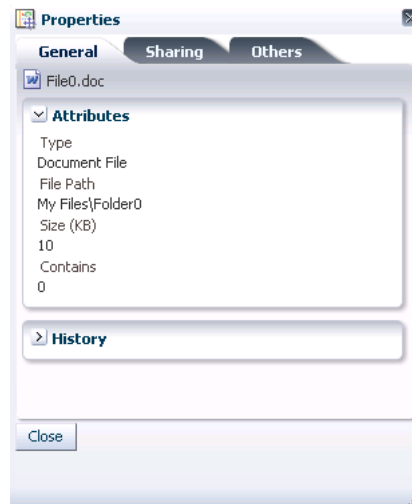 Properties
General Sharing Others
File0.doc
Attributes
Type
Document File
File Path
My Files\Folder0
Size (KB)
10
Contains
0
History
Close